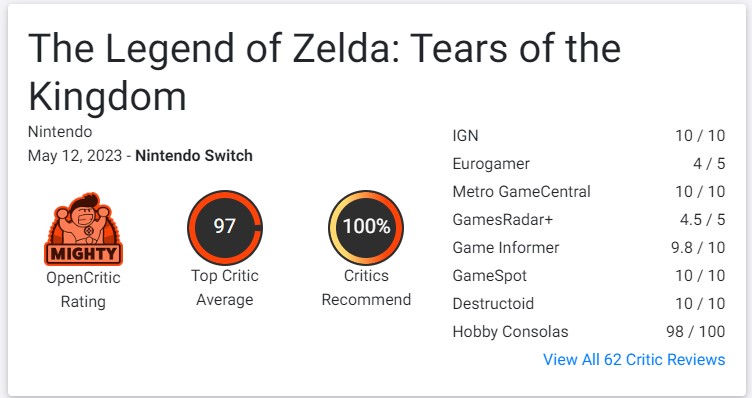 The Legend of Zelda: Tears of the
Kingdom
Nintendo
May 12, 2023 - Nintendo Switch
MIGHTY
OpenCritic
Rating
97
Top Critic
Average
100%
Critics
Recommend
IGN 10 / 10
Eurogamer 4 / 5
Metro GameCentral 10 / 10
GamesRadar+ 4.5 / 5
Game Informer 9.8 / 10
GameSpot 10 / 10
Destructoid 10 / 10
Hobby Consolas 98 / 100
View All 62 Critic Reviews